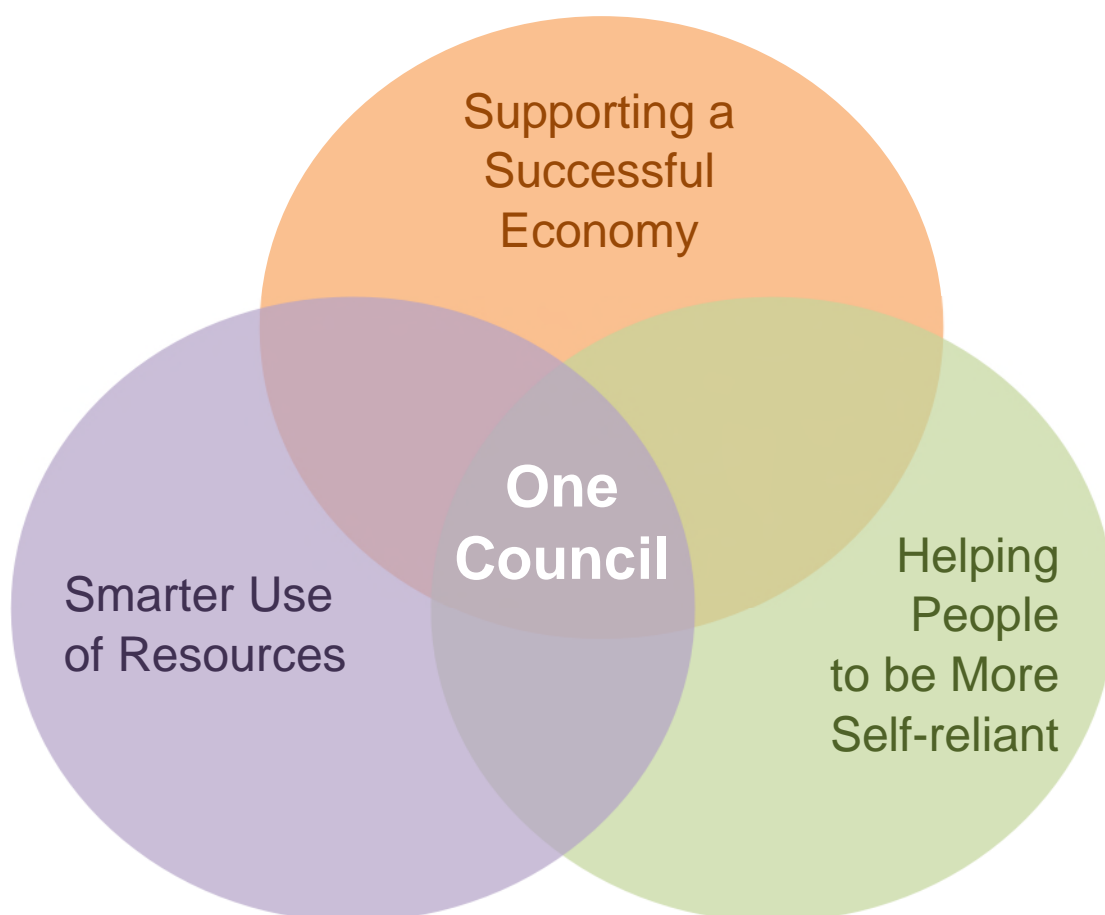 Supporting a
Successful
Economy
One
Council
Smarter Use
of Resources
Helping
People
to be More
Self-reliant